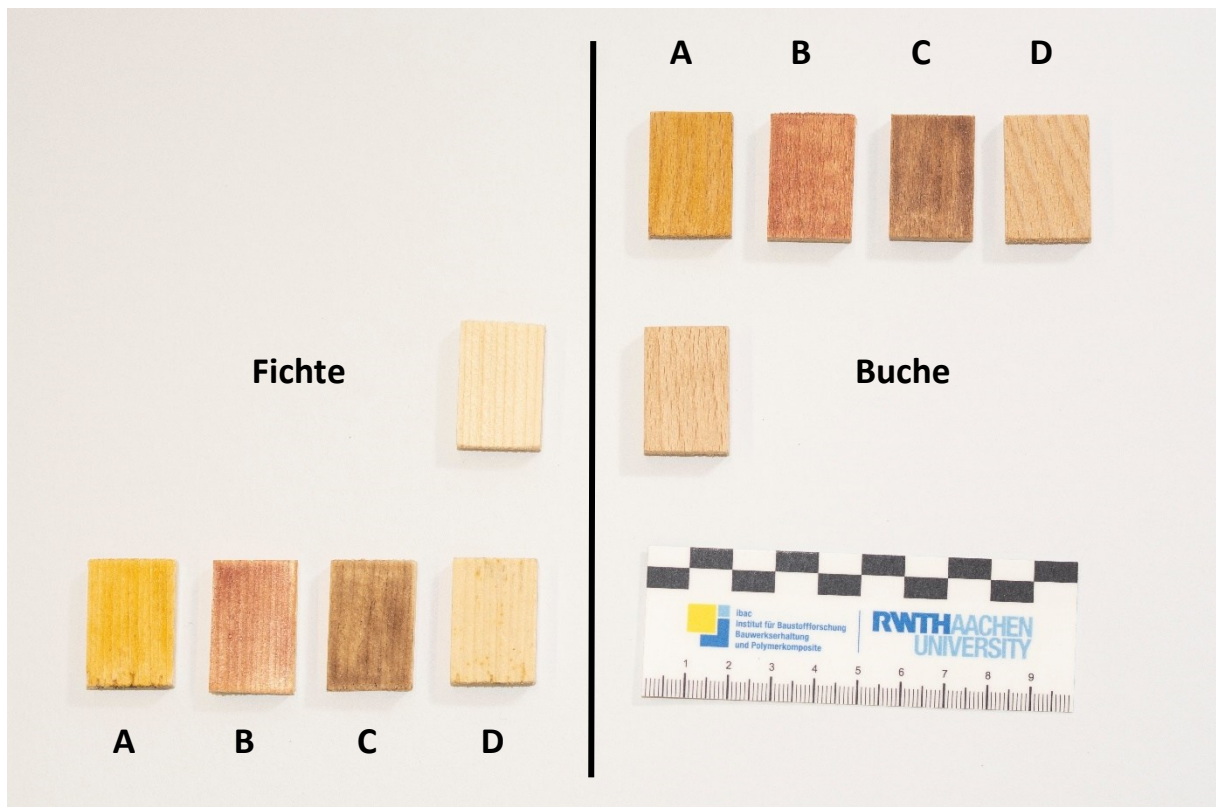 A B C D
Fichte
Buche
ibac
institut für Baustoffforschung
Bauwerkserhaltung
und Polymerkomposite
RWTHAACHEN
UNIVERSITY
1 2 3 4 5 6 7 8 9
A B C D